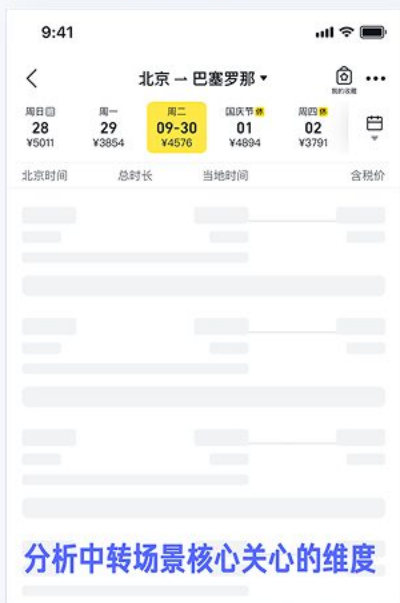 9:41
北京 — 巴塞罗那
我的收藏
周日 周一 周二 国庆节 休 周四 休
28 29 09-30 01 02
¥5011 ¥3854 ¥4576 ¥4894 ¥3791
北京时间 总时长 当地时间 含税价
分析中转场景核心关心的维度